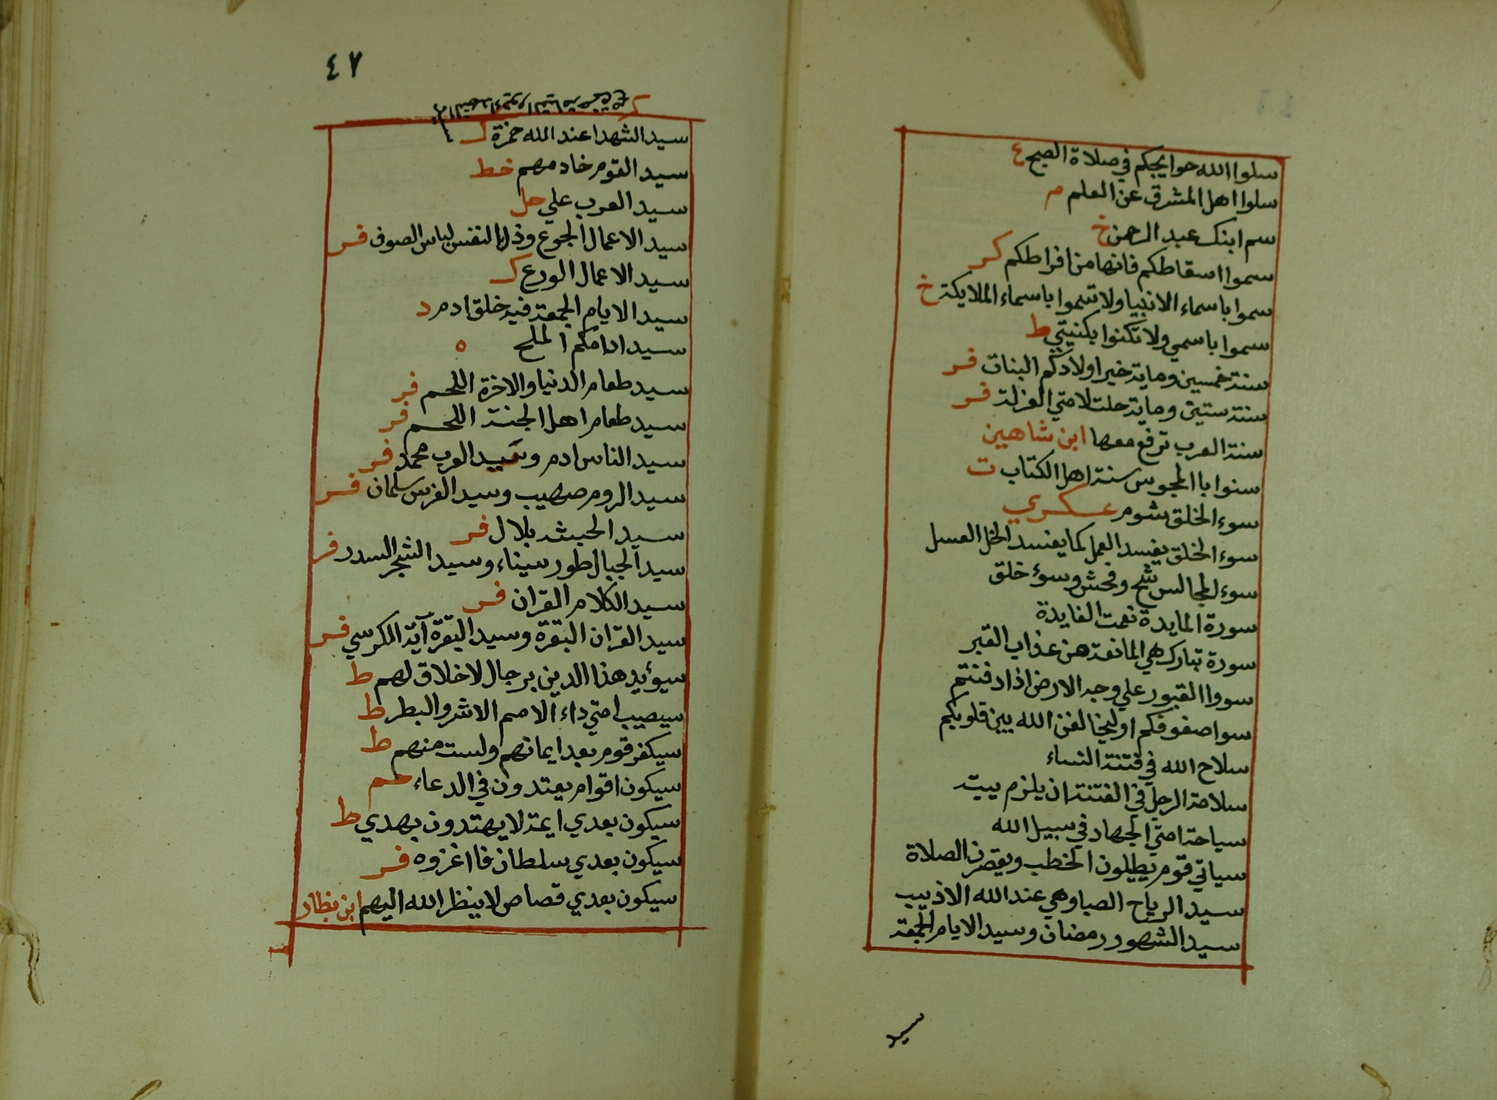 سلوا الله حوايجكم في صلاة الصبح ع
سلوا اهل المشرق عن العلم م
سم ابنك عبد الرحمن خ
سموا اسقاطكم فانها من افراطكم كر
سموا باسماء الانبيا ولا تسموا باسماء الملايكة خ
سموا باسمي ولا تكنوا بكنيتي ط
سنة خمسين وماية خير اولادكم البنات فر
سنة ستين وماية حلت لامتي العزلة فر
سنة العرب ترفع معها ابن شاهين
سنوا بالمجوس سنة اهل الكتاب ت
سوء الخلق شوم عسكري
سوء الخلق يفسد العمل كما يفسد الخل العسل
سوء المجالس شح وفحش وسوء خلق
سورة المايدة نعمت الفايدة
سورة تبارك هي المانعة من عذاب القبر
سووا القبور على وجه الارض اذا دفنتم
سوا صفوفكم او ليخالفن الله بين قلوبكم
سلاح الله في فتنة النساء
سلامة الرجل في الفتنة ان يلزم بيته
سياحة امتي الجهاد في سبيل الله
سياتي قوم يطيلون الخطب ويقصرن الصلاة
سيد الرياح الصبا وهي عند الله الاذيب
سيد الشهور رمضان وسيد الايام الجمعة
سيد
٤٧
سيد الشهدا عند الله حمزة ك
سيد القوم خادمهم خط
سيد العرب علي حل
سيد الاعمال الجوع وذل النفس لباس الصوف فر
سيد الاعمال الورع ك
سيد الايام الجمعة فيه خلق ادم د
سيد ادامكم الملح ه
سيد طعام الدنيا والاخرة اللحم فر
سيد طعام اهل الجنة اللحم فر
سيد الناس ادم وسيد العرب محمد فر
سيد الروم صهيب وسيد الفرس سلمان فر
سيد الحبشة بلال فر
سيد الجبال طور سيناء وسيد الشجر السدر فر
سيد الكلام القران فر
سيد القران البقرة وسيد البقرة آية الكرسي فر
سيؤيد هذا الدين برجال لا خلاق لهم ط
سيصيب امتي داء الامم الاشر والبطر ط
سيكفر قوم بعد ايمانهم ولست منهم ط
سيكون اقوام يعتدون في الدعاء حم
سيكون بعدي ايمة لا يهتدون بهدي ط
سيكون بعدي سلطان فااغزوه فر
سيكون بعدي قصاص لا ينظر الله اليهم